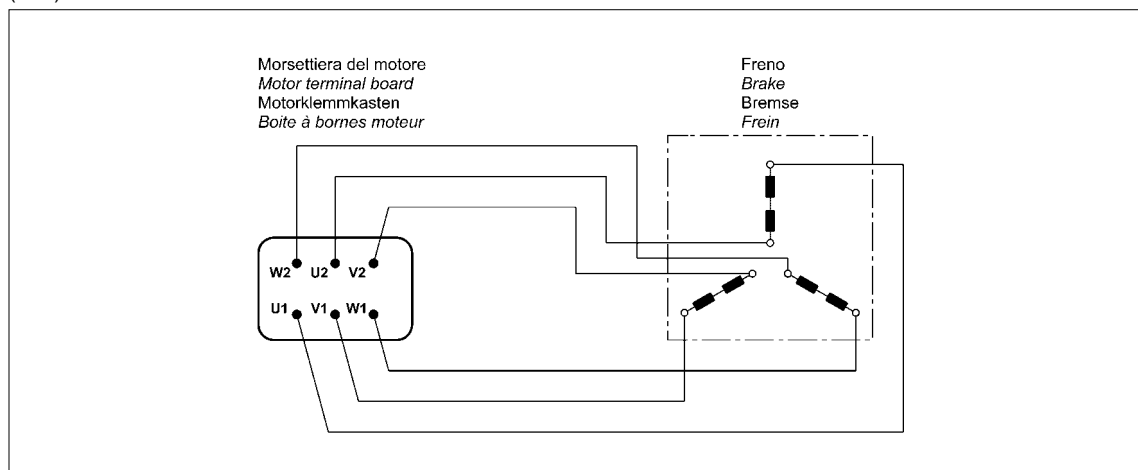 Morsettiera del motore
Motor terminal board
Motorklemmkasten
Boite à bornes moteur
Freno
Brake
Bremse
Frein
W2 U2 V2
U1 V1 W1